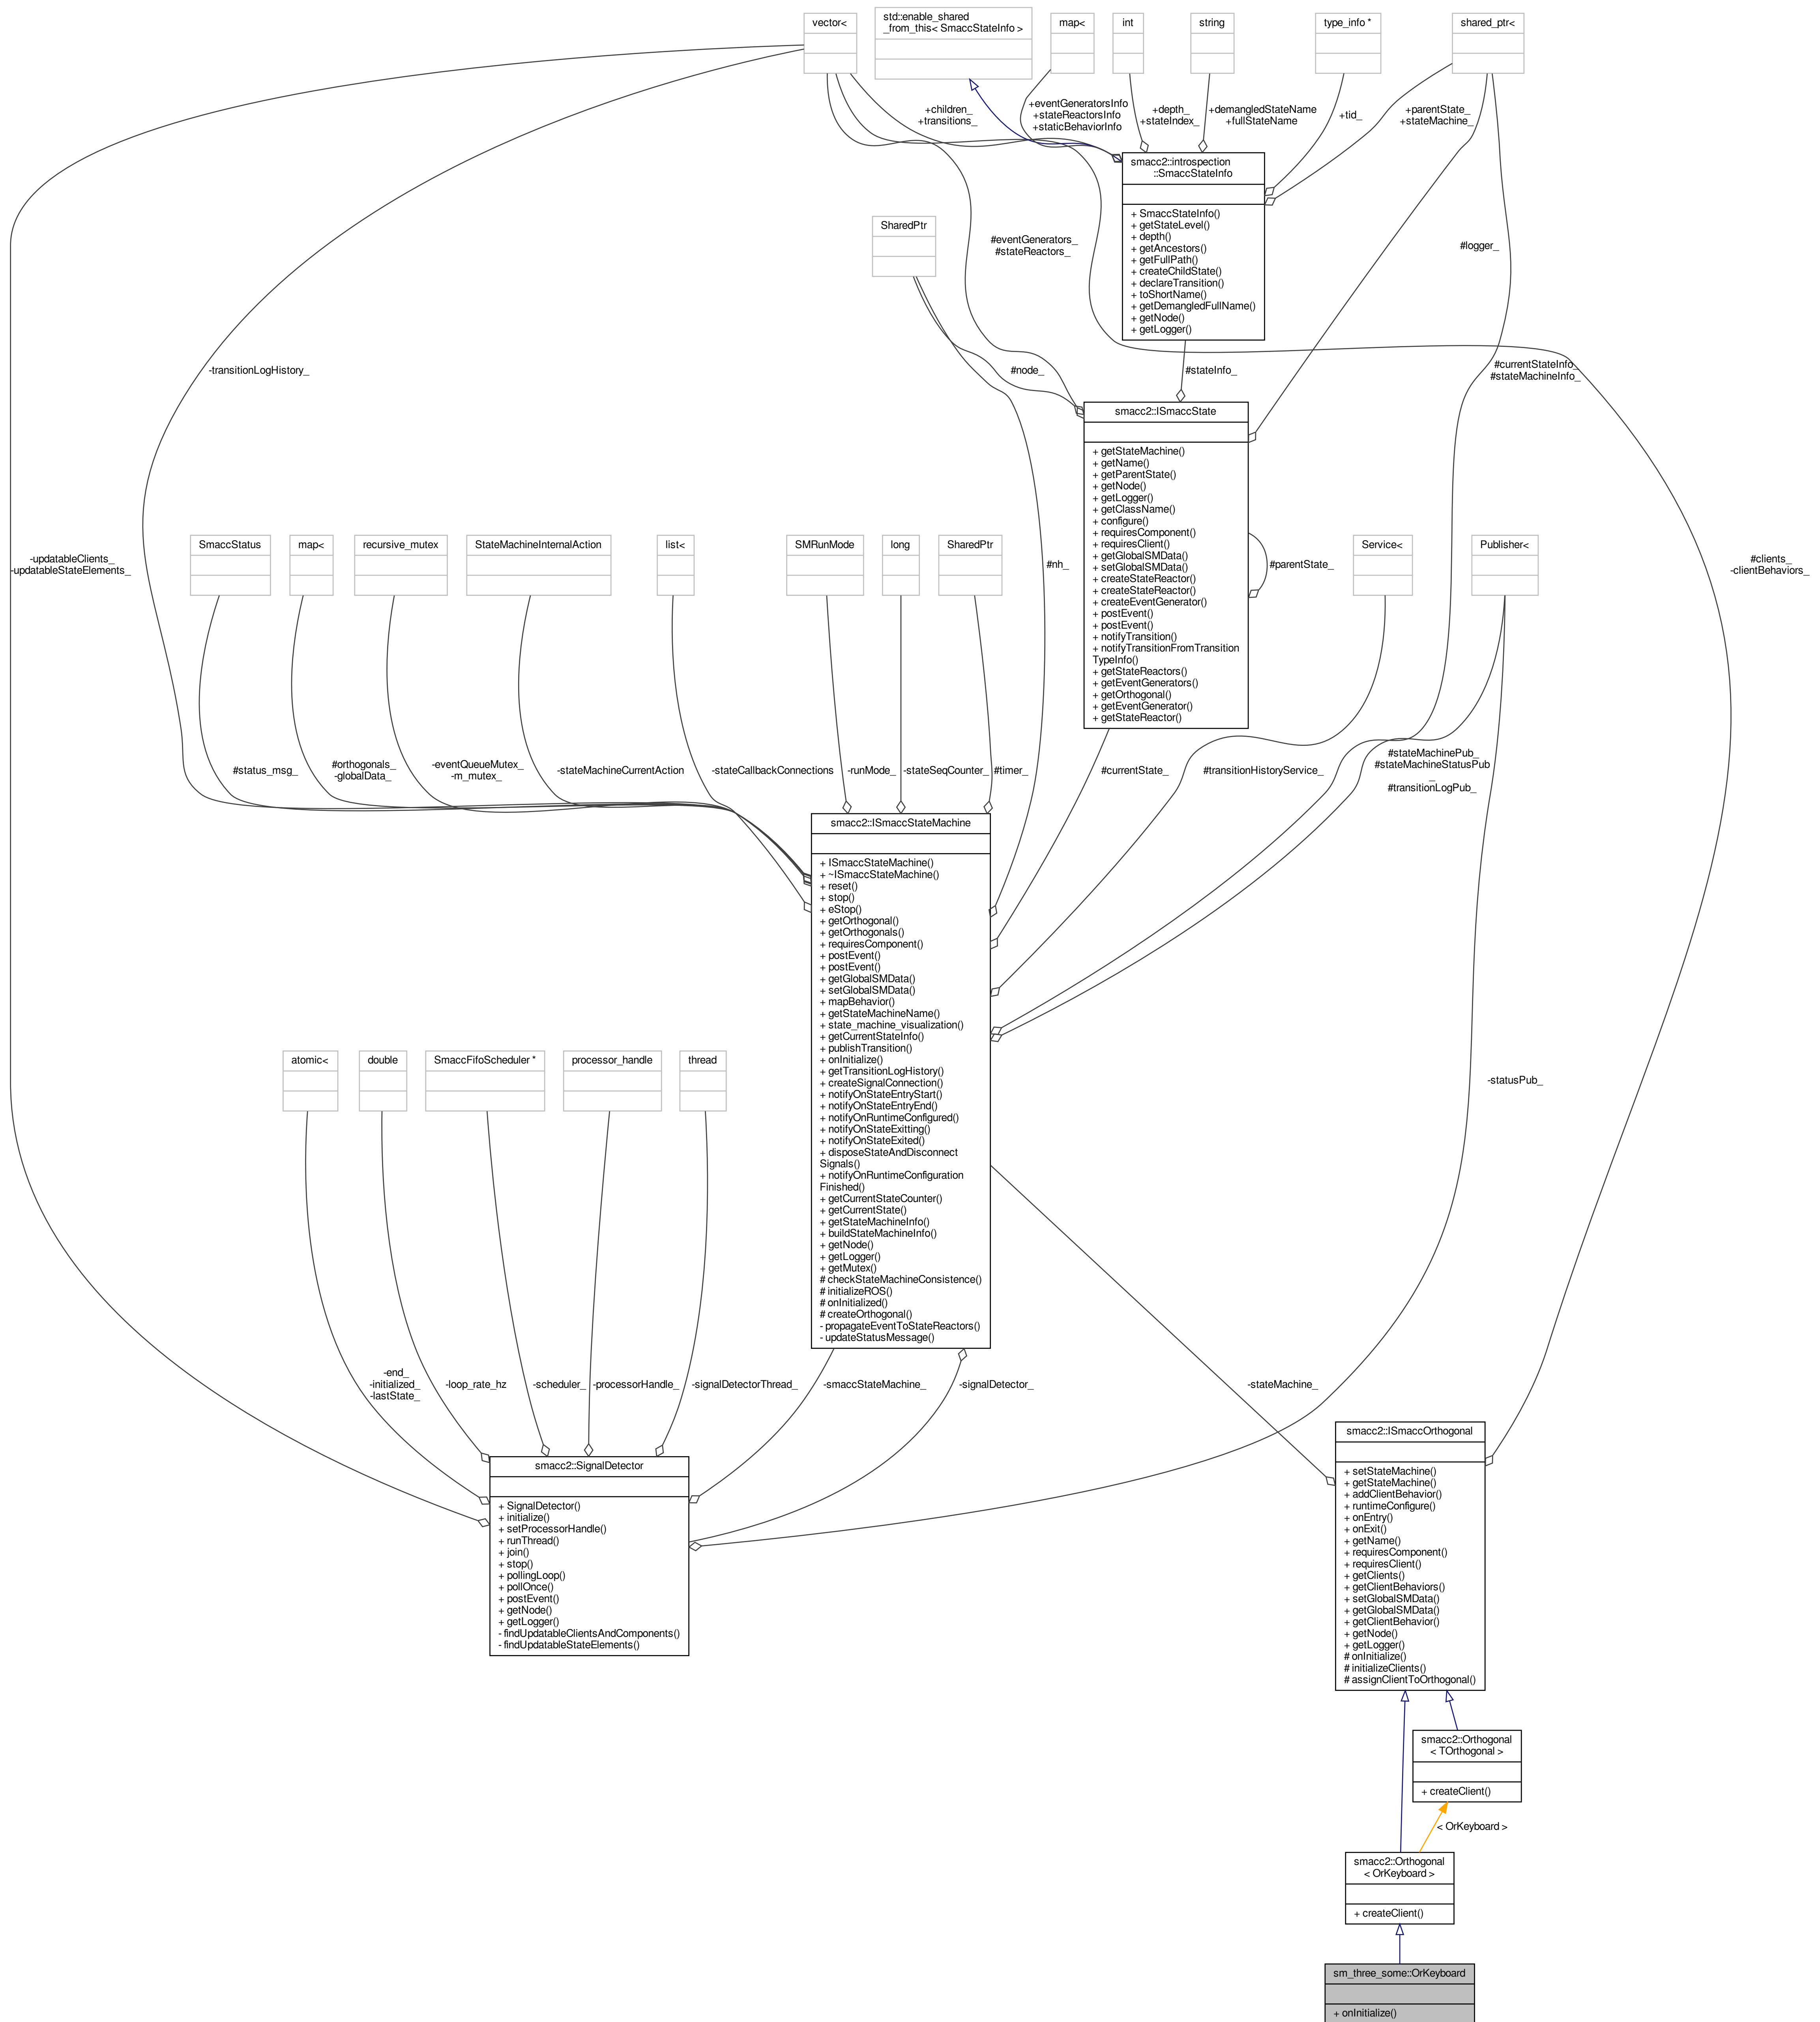 vector<
std::enable_shared
_from_this< SmaccStateInfo >
map<
int
string
type_info *
shared_ptr<
+children_
+transitions_
+eventGeneratorsInfo
+stateReactorsInfo
+staticBehaviorInfo
+depth_
+stateIndex_
+demangledStateName
+fullStateName
+tid_
+parentState_
+stateMachine_
smacc2::introspection
::SmaccStateInfo
+ SmaccStateInfo()
+ getStateLevel()
+ depth()
+ getAncestors()
+ getFullPath()
+ createChildState()
+ declareTransition()
+ toShortName()
+ getDemangledFullName()
+ getNode()
+ getLogger()
SharedPtr
#eventGenerators_
#stateReactors_
#logger_
-transitionLogHistory_
#node_
#stateInfo_
#currentStateInfo_
#stateMachineInfo_
smacc2::ISmaccState
+ getStateMachine()
+ getName()
+ getParentState()
+ getNode()
+ getLogger()
+ getClassName()
+ configure()
+ requiresComponent()
+ requiresClient()
+ getGlobalSMData()
+ setGlobalSMData()
+ createStateReactor()
+ createStateReactor()
+ createEventGenerator()
+ postEvent()
+ postEvent()
+ notifyTransition()
+ notifyTransitionFromTransition
TypeInfo()
+ getStateReactors()
+ getEventGenerators()
+ getOrthogonal()
+ getEventGenerator()
+ getStateReactor()
-updatableClients_
-updatableStateElements_
SmaccStatus
map<
recursive_mutex
StateMachineInternalAction
list<
SMRunMode
long
SharedPtr
#nh_
#parentState_
Service<
Publisher<
#clients_
-clientBehaviors_
#status_msg_
#orthogonals_
-globalData_
-eventQueueMutex_
-m_mutex_
-stateMachineCurrentAction
-stateCallbackConnections
-runMode_
-stateSeqCounter_
#timer_
#currentState_
#transitionHistoryService_
#stateMachinePub_
#stateMachineStatusPub
_
#transitionLogPub_
smacc2::ISmaccStateMachine
+ ISmaccStateMachine()
+ ~ISmaccStateMachine()
+ reset()
+ stop()
+ eStop()
+ getOrthogonal()
+ getOrthogonals()
+ requiresComponent()
+ postEvent()
+ postEvent()
+ getGlobalSMData()
+ setGlobalSMData()
+ mapBehavior()
+ getStateMachineName()
+ state_machine_visualization()
+ getCurrentStateInfo()
+ publishTransition()
+ onInitialize()
+ getTransitionLogHistory()
+ createSignalConnection()
+ notifyOnStateEntryStart()
+ notifyOnStateEntryEnd()
+ notifyOnRuntimeConfigured()
+ notifyOnStateExitting()
+ notifyOnStateExited()
+ disposeStateAndDisconnect
Signals()
+ notifyOnRuntimeConfiguration
Finished()
+ getCurrentStateCounter()
+ getCurrentState()
+ getStateMachineInfo()
+ buildStateMachineInfo()
+ getNode()
+ getLogger()
+ getMutex()
# checkStateMachineConsistence()
# initializeROS()
# onInitialized()
# createOrthogonal()
- propagateEventToStateReactors()
- updateStatusMessage()
atomic<
double
SmaccFifoScheduler *
processor_handle
thread
-statusPub_
-end_
-initialized_
-lastState_
-loop_rate_hz
-scheduler_
-processorHandle_
-signalDetectorThread_
-smaccStateMachine_
-signalDetector_
-stateMachine_
smacc2::SignalDetector
+ SignalDetector()
+ initialize()
+ setProcessorHandle()
+ runThread()
+ join()
+ stop()
+ pollingLoop()
+ pollOnce()
+ postEvent()
+ getNode()
+ getLogger()
- findUpdatableClientsAndComponents()
- findUpdatableStateElements()
smacc2::ISmaccOrthogonal
+ setStateMachine()
+ getStateMachine()
+ addClientBehavior()
+ runtimeConfigure()
+ onEntry()
+ onExit()
+ getName()
+ requiresComponent()
+ requiresClient()
+ getClients()
+ getClientBehaviors()
+ setGlobalSMData()
+ getGlobalSMData()
+ getClientBehavior()
+ getNode()
+ getLogger()
# onInitialize()
# initializeClients()
# assignClientToOrthogonal()
smacc2::Orthogonal
< TOrthogonal >
+ createClient()
< OrKeyboard >
smacc2::Orthogonal
< OrKeyboard >
+ createClient()
sm_three_some::OrKeyboard
+ onInitialize()